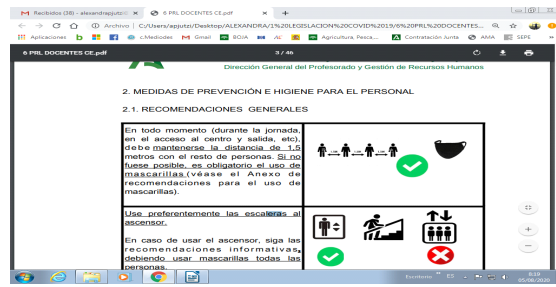 Recibidos (38) - alexandrapjutiz
6 PRL DOCENTES CE.pdf
Archivo | C:/Users/apjutzi/Desktop/ALEXANDRA/1%20LEGISLACION%20COVID%2019/6%20PRL%20DOCENTES...
Aplicaciones
c.Mediodes
Gmail
BOJA
Agricultura, Pesca,...
Contratación Junta
AMA
SEPE
»
6 PRL DOCENTES CE.pdf
3 / 46
Dirección General del Profesorado y Gestión de Recursos Humanos
2. MEDIDAS DE PREVENCIÓN E HIGIENE PARA EL PERSONAL
2.1. RECOMENDACIONES GENERALES
En todo momento (durante la jornada,
en el acceso al centro y salida, etc),
debe mantenerse la distancia de 1,5
metros con el resto de personas. Si no
fuese posible, es obligatorio el uso de
mascarillas (véase el Anexo de
recomendaciones para el uso de
mascarillas).
Use preferentemente las escaleras al
ascensor.
En caso de usar el ascensor, siga las
recomendaciones informativas,
debiendo usar mascarillas todas las
personas.
Escritorio
ES
8:19
05/08/2020